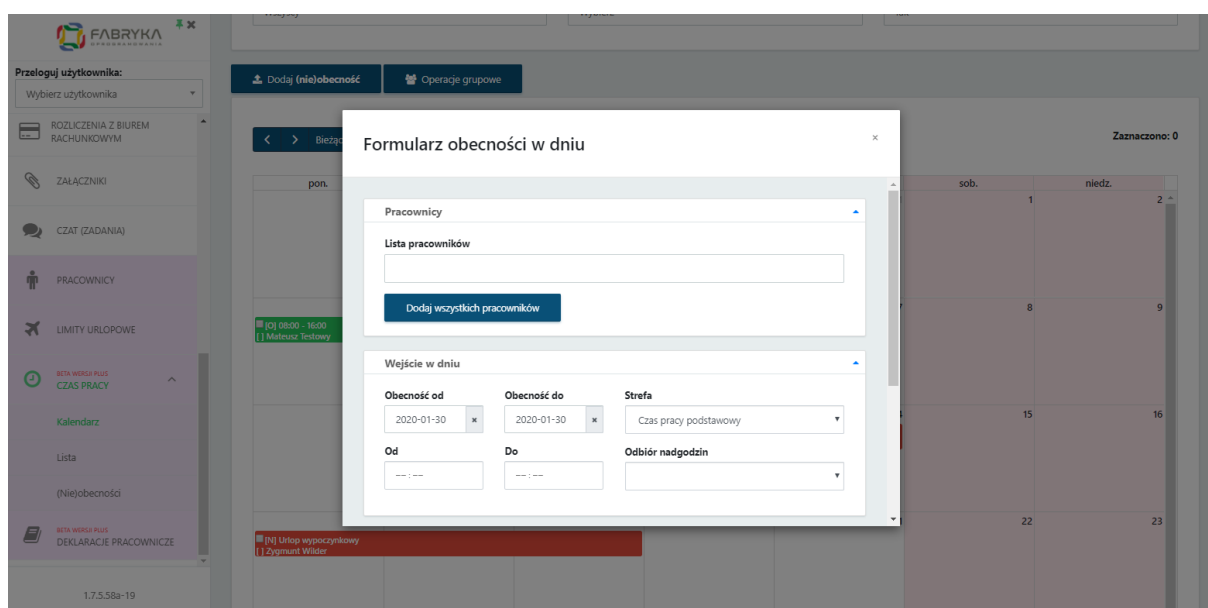 FABRYKA
OPROGRAMOWANIA
Przeloguj użytkownika:
Wybierz użytkownika
ROZLICZENIA Z BIUREM
RACHUNKOWYM
ZAŁĄCZNIKI
CZAT (ZADANIA)
PRACOWNICY
LIMITY URLOPOWE
BETA WERSJI PLUS
CZAS PRACY
Kalendarz
Lista
(Nie)obecności
BETA WERSJI PLUS
DEKLARACJE PRACOWNICZE
1.7.5.58a-19
Wszyscy
Wybierz
Tak
Dodaj (nie)obecność
Operacje grupowe
Zaznaczono: 0
pon.
sob.
niedz.
1
2
8
9
[O] 08:00 - 16:00
[ ] Mateusz Testowy
15
16
22
23
[N] Urlop wypoczynkowy
[ ] Zygmunt Wilder
Formularz obecności w dniu
×
Pracownicy
Lista pracowników
Dodaj wszystkich pracowników
Wejście w dniu
Obecność od
Obecność do
Strefa
2020-01-30 ×
2020-01-30 ×
Czas pracy podstawowy
Od
Do
Odbiór nadgodzin
--:--
--:--